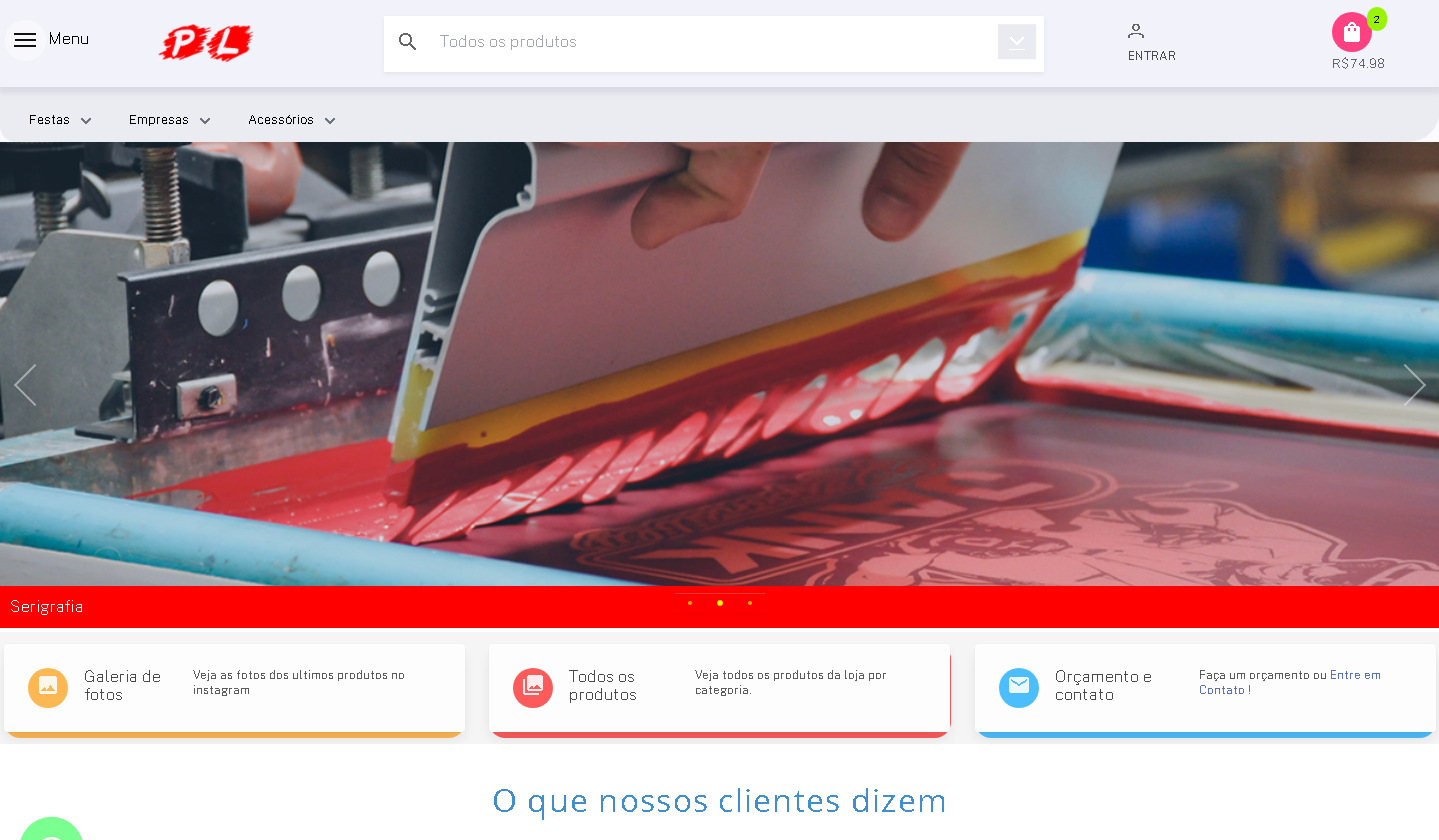 Menu
PL
Todos os produtos
ENTRAR
2
R$74.98
Festas
Empresas
Acessórios
Serigrafia
Galeria de
fotos
Veja as fotos dos ultimos produtos no
instagram
Todos os
produtos
Veja todos os produtos da loja por
categoria.
Orçamento e
contato
Faça um orçamento ou Entre em
Contato !
O que nossos clientes dizem